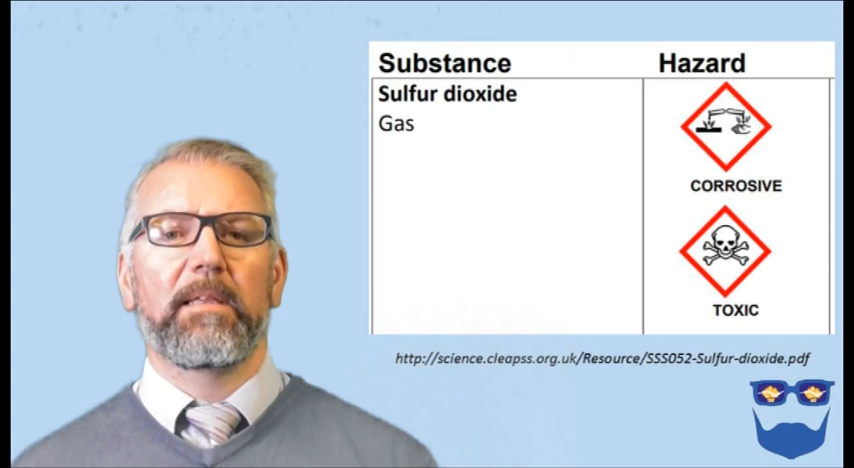 Substance Hazard
Sulfur dioxide
Gas
CORROSIVE
TOXIC
http://science.cleapss.org.uk/Resource/SSS052-Sulfur-dioxide.pdf